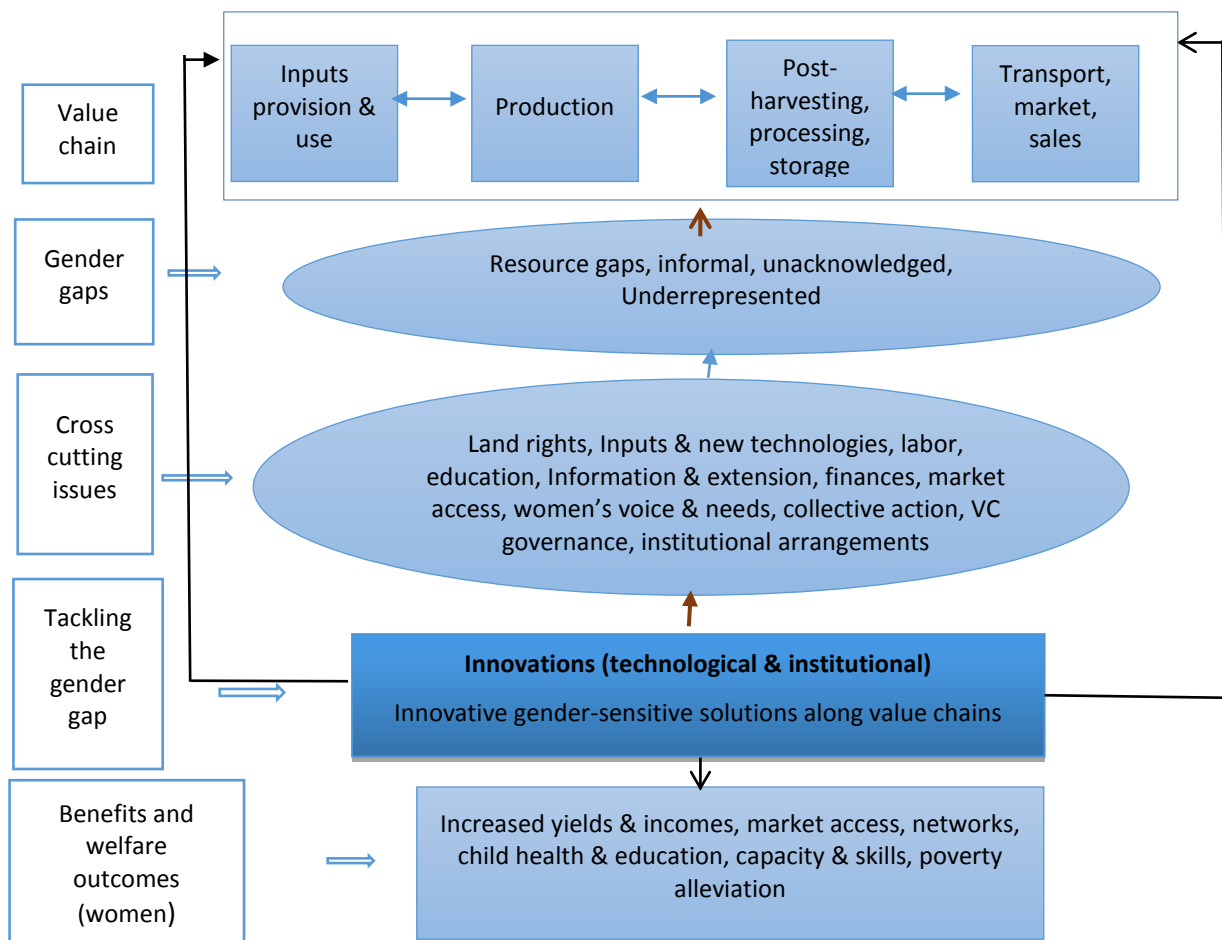 Value
chain
Inputs
provision &
use
Production
Post-
harvesting,
processing,
storage
Transport,
market,
sales
Gender
gaps
Resource gaps, informal, unacknowledged,
Underrepresented
Cross
cutting
issues
Land rights, Inputs & new technologies, labor,
education, Information & extension, finances, market
access, women’s voice & needs, collective action, VC
governance, institutional arrangements
Tackling
the
gender
gap
Innovations (technological & institutional)
Innovative gender-sensitive solutions along value chains
Benefits and
welfare
outcomes
(women)
Increased yields & incomes, market access, networks,
child health & education, capacity & skills, poverty
alleviation